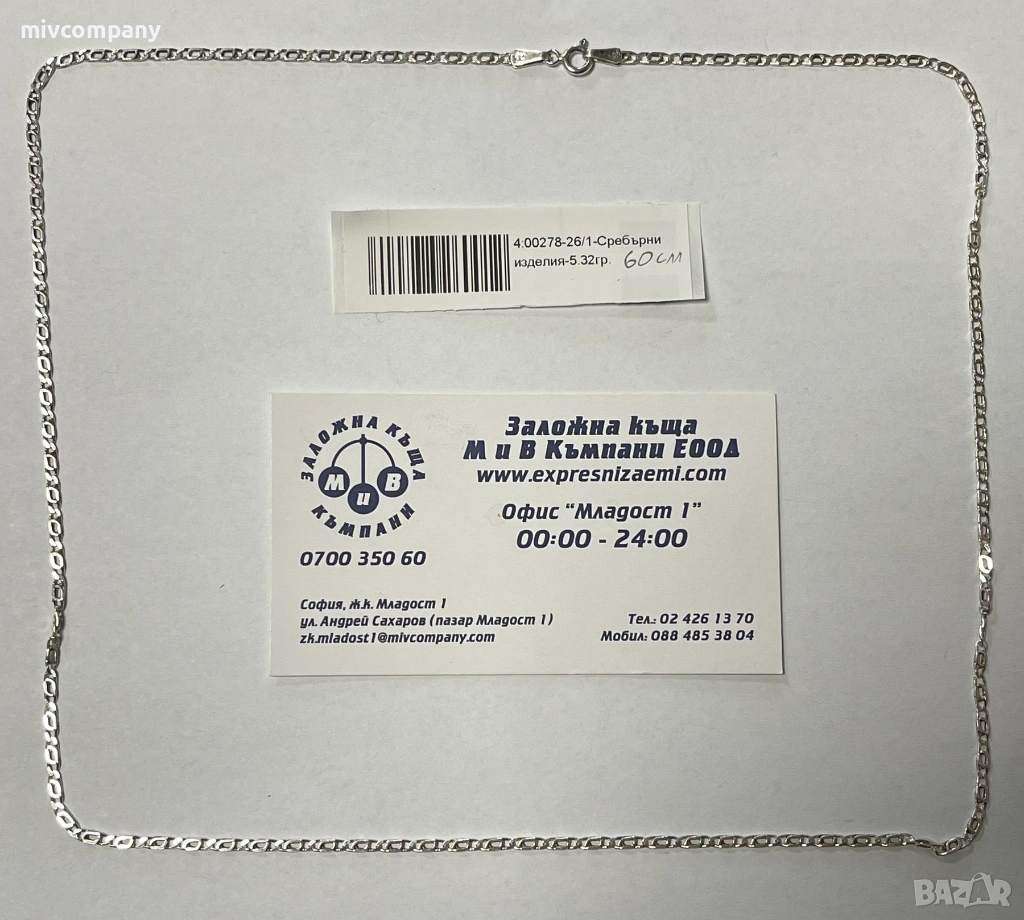 mivcompany
4:00278-26/1-Сребърни
изделия-5.32гр. 60см
ЗАЛОЖНА КЪЩА
М и В
КЪМПАНИ
0700 350 60
Заложна къща
М и В Къмпани ЕООД
www.expresnizaemi.com
Офис "Младост 1"
00:00 - 24:00
София, ж.к. Младост 1
ул. Андрей Сахаров (пазар Младост 1)
zk.mladost1@mivcompany.com
Тел.: 02 426 13 70
Мобил: 088 485 38 04
BAZAR